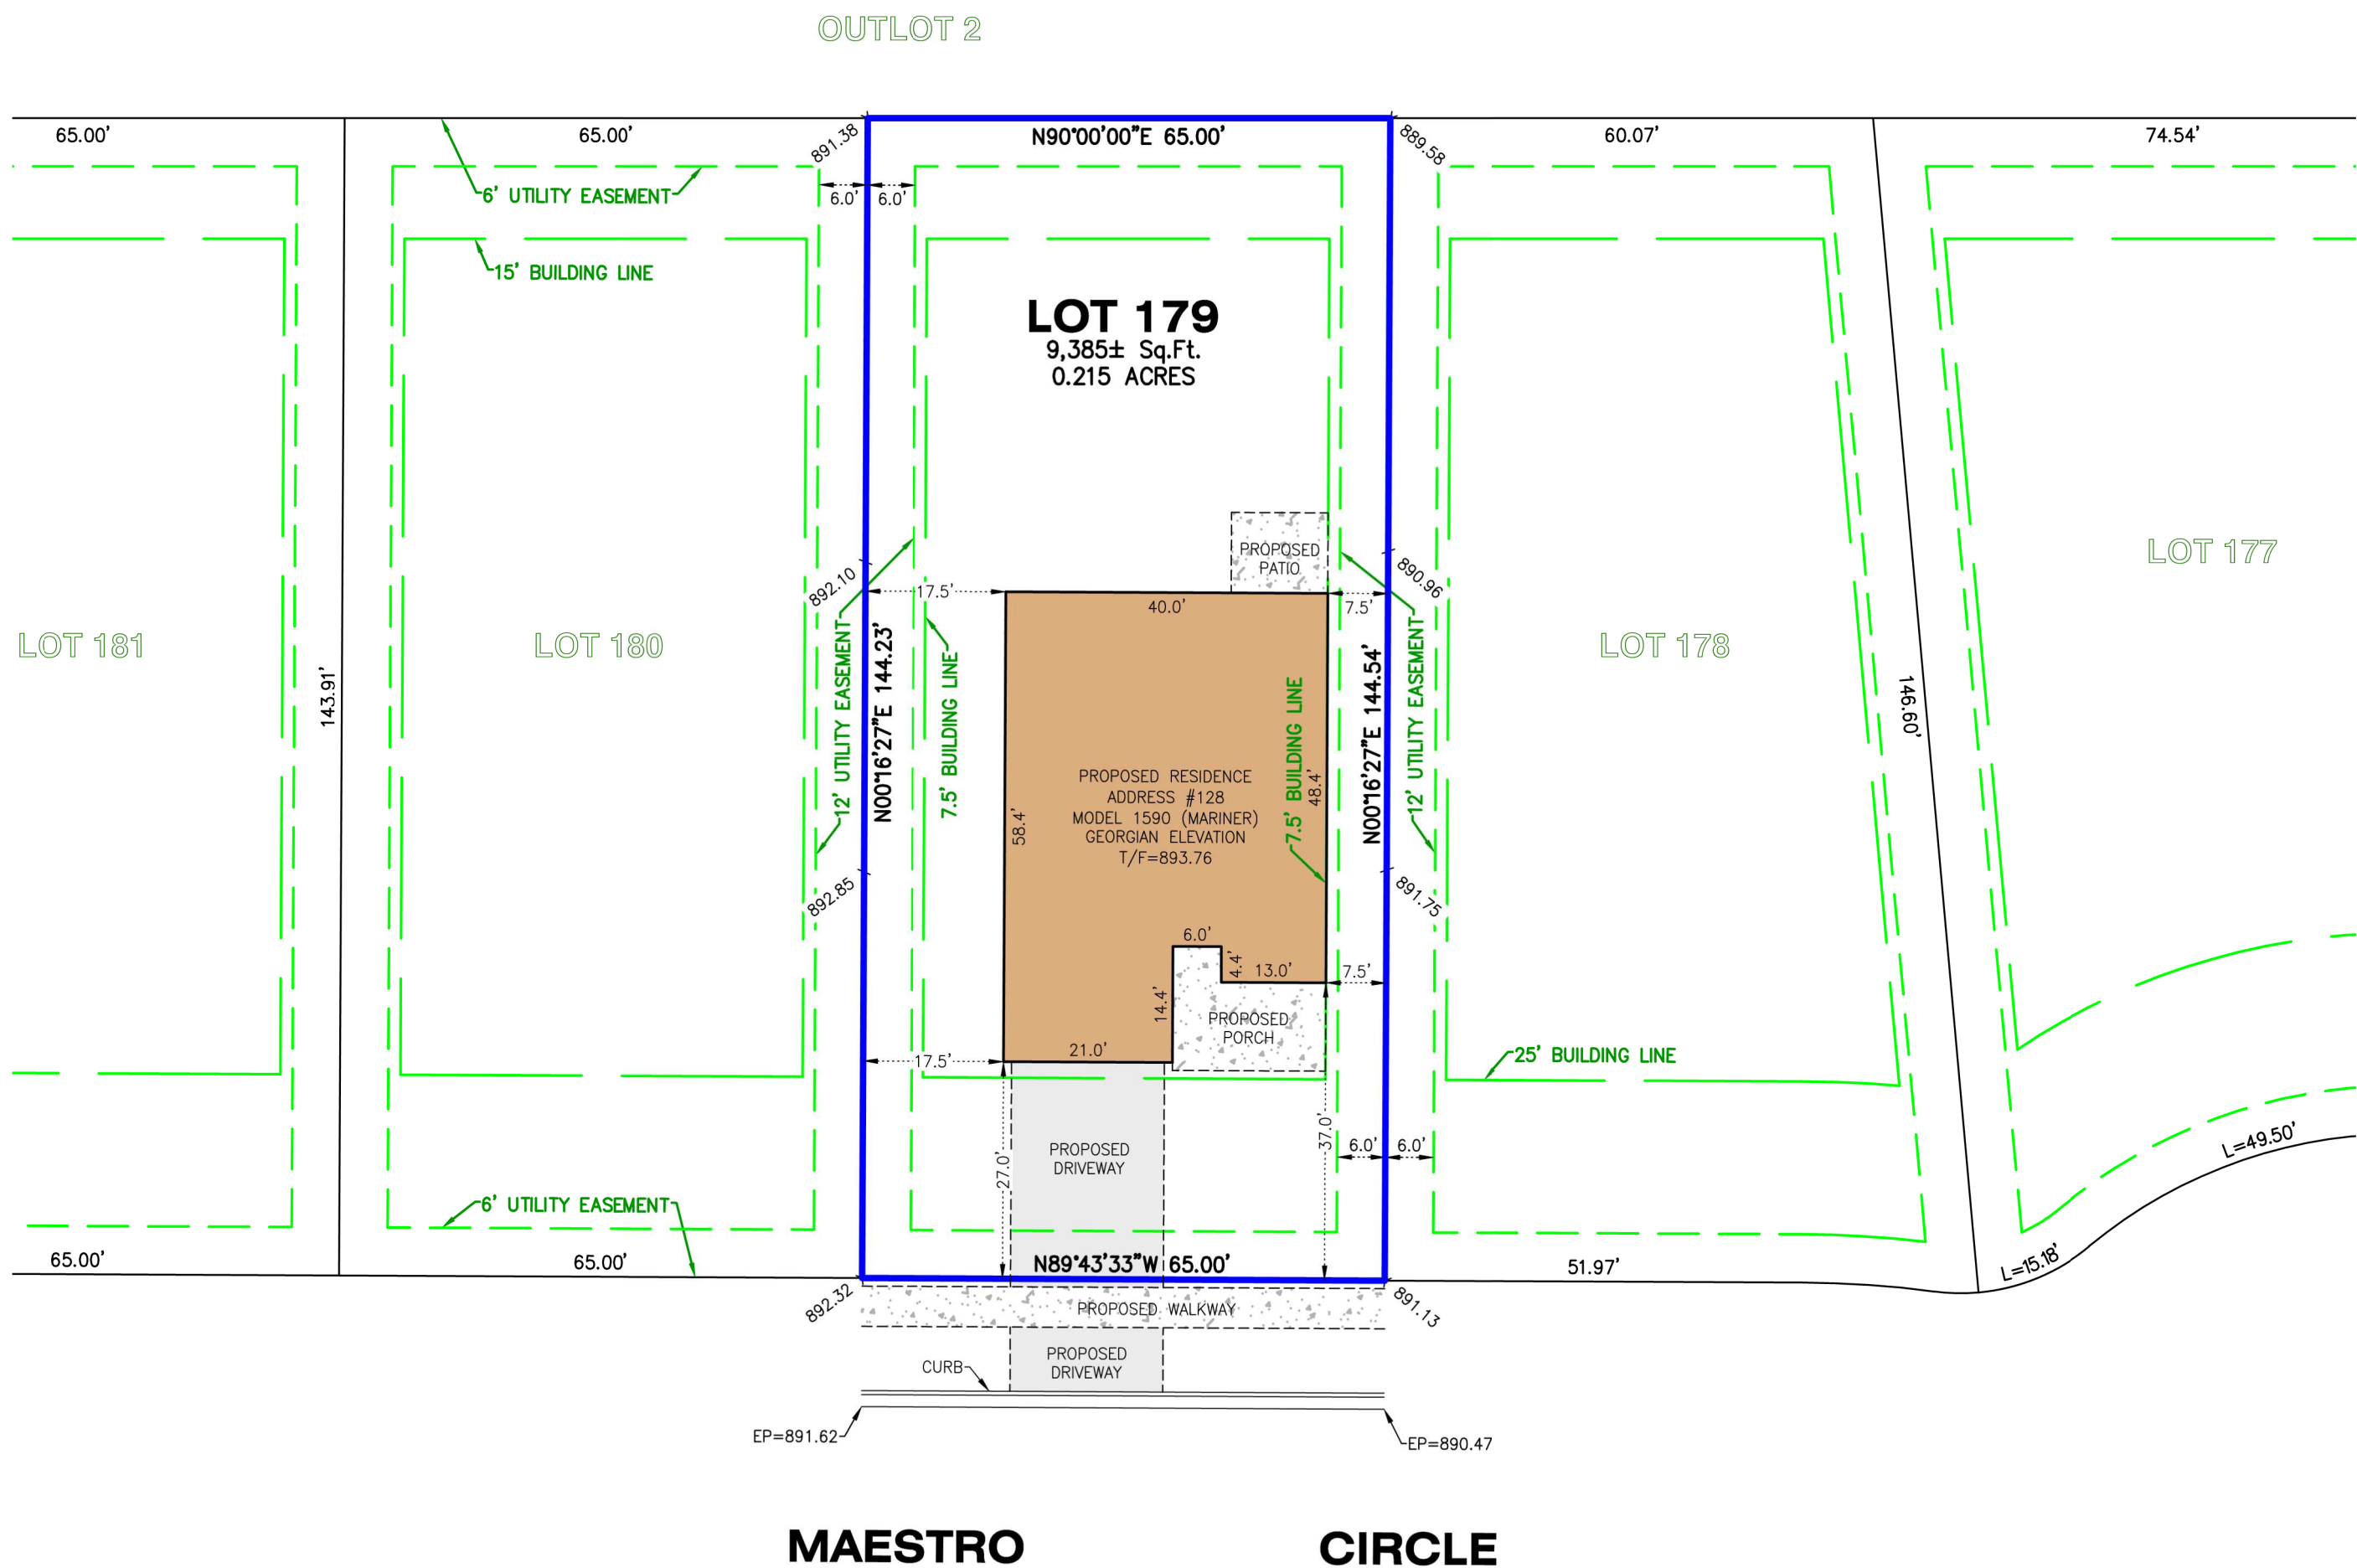 OUTLOT 2
65.00'
65.00'
891.38
N90°00'00"E 65.00'
889.58
60.07'
74.54'
6' UTILITY EASEMENT
6.0'
6.0'
15' BUILDING LINE
LOT 179
9,385± Sq.Ft.
0.215 ACRES
PROPOSED
PATIO
892.10
17.5'
40.0'
7.5'
890.96
LOT 181
143.91'
LOT 180
12' UTILITY EASEMENT
N00°16'27"E 144.23'
7.5' BUILDING LINE
58.4'
PROPOSED RESIDENCE
ADDRESS #128
MODEL 1590 (MARINER)
GEORGIAN ELEVATION
T/F=893.76
7.5' BUILDING LINE
48.4'
N00°16'27"E 144.54'
12' UTILITY EASEMENT
LOT 178
146.60'
LOT 177
892.85
891.75
6.0'
4.4'
13.0'
7.5'
14.4'
PROPOSED
PORCH
17.5'
21.0'
25' BUILDING LINE
27.0'
PROPOSED
DRIVEWAY
37.0'
6.0'
6.0'
L=49.50'
6' UTILITY EASEMENT
65.00'
65.00'
N89°43'33"W 65.00'
51.97'
L=15.18'
892.32
PROPOSED WALKWAY
891.13
CURB
PROPOSED
DRIVEWAY
EP=891.62
EP=890.47
MAESTRO CIRCLE